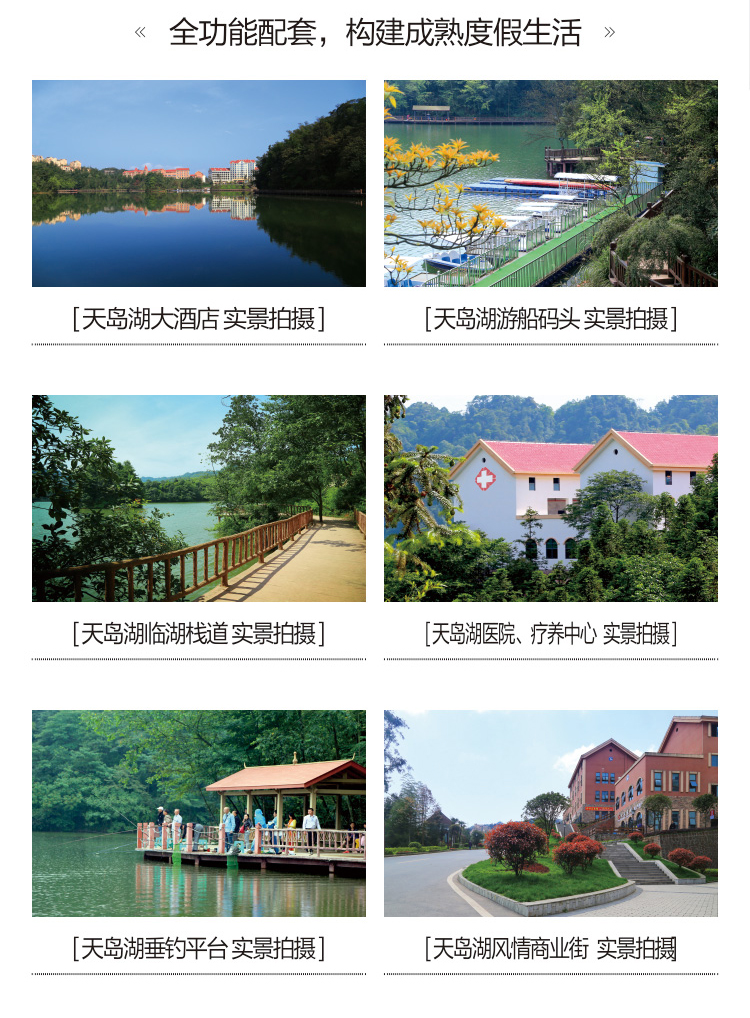 « 全功能配套，构建成熟度假生活 »
[天岛湖大酒店 实景拍摄]
[天岛湖游船码头 实景拍摄]
[天岛湖临湖栈道 实景拍摄]
[天岛湖医院、疗养中心 实景拍摄]
[天岛湖垂钓平台 实景拍摄]
[天岛湖风情商业街 实景拍摄]